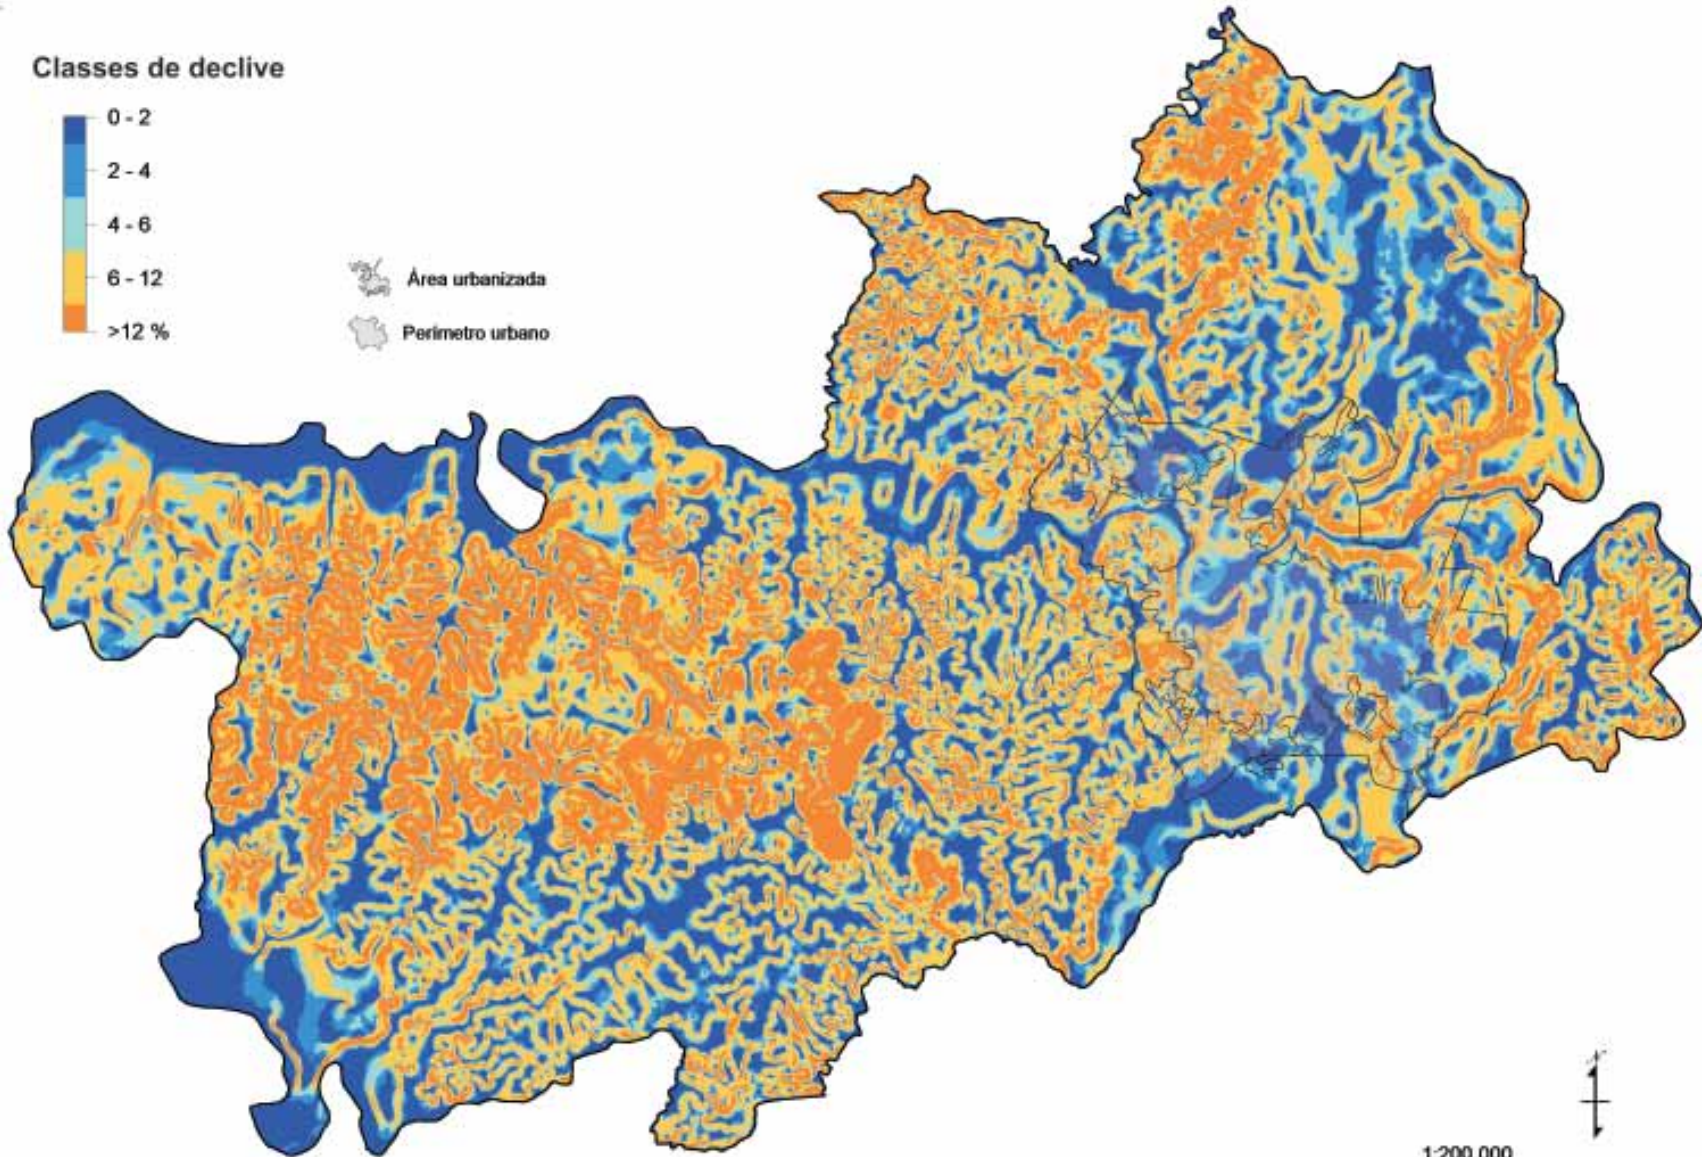 Classes de declive
0 - 2
2 - 4
4 - 6
6 - 12
>12 %
Área urbanizada
Perímetro urbano
1:200.000